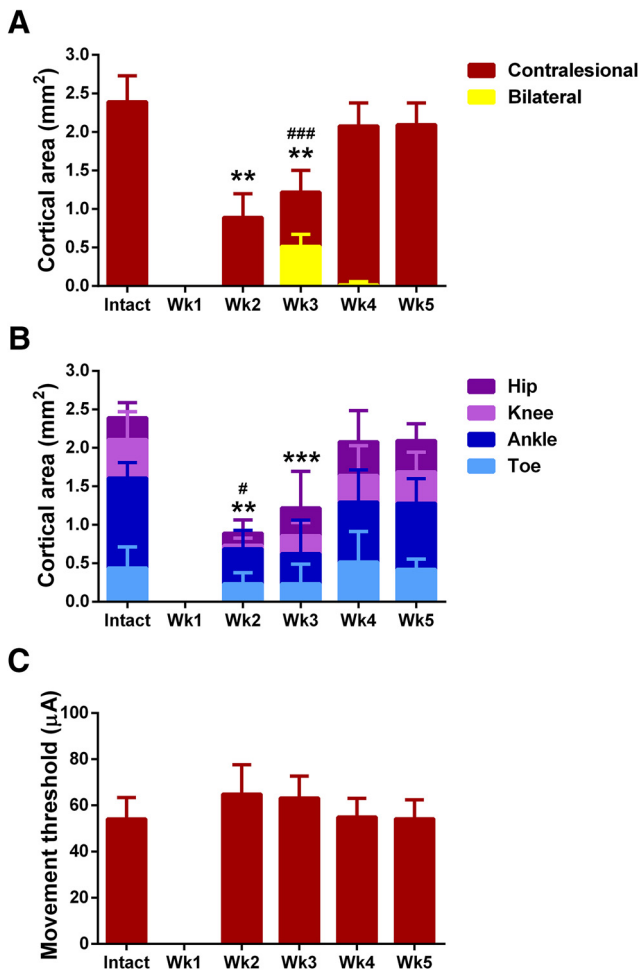 A
Cortical area (mm²)
3.0
2.5
2.0
1.5
1.0
0.5
0.0
**
###
**
Intact Wk1 Wk2 Wk3 Wk4 Wk5
Contralesional
Bilateral
B
Cortical area (mm²)
3.0
2.5
2.0
1.5
1.0
0.5
0.0
#
**
***
Intact Wk1 Wk2 Wk3 Wk4 Wk5
Hip
Knee
Ankle
Toe
C
Movement threshold (μA)
100
80
60
40
20
0
Intact Wk1 Wk2 Wk3 Wk4 Wk5